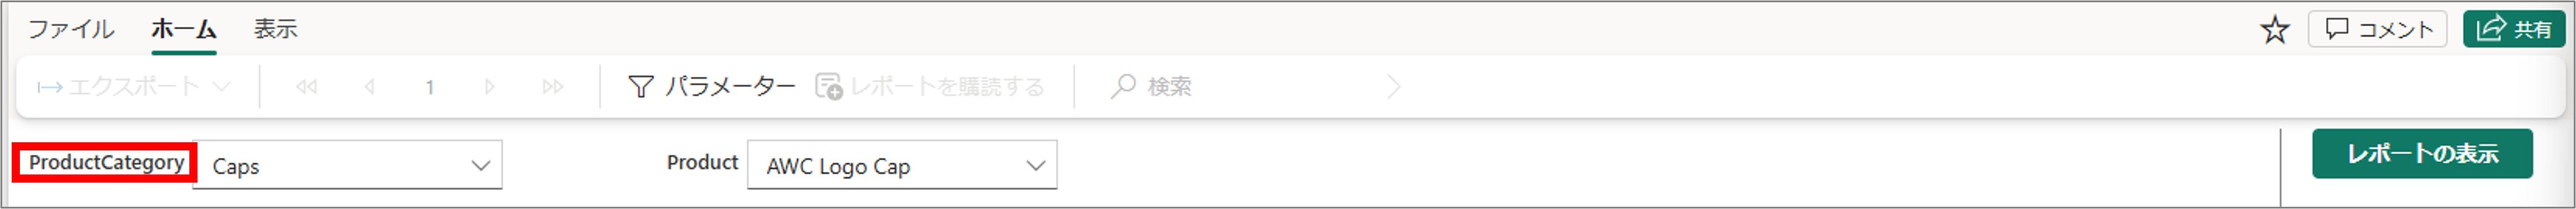 ファイル ホーム 表示 コメント 共有
エクスポート 1 パラメーター レポートを購読する 検索
ProductCategory Caps Product AWC Logo Cap レポートの表示